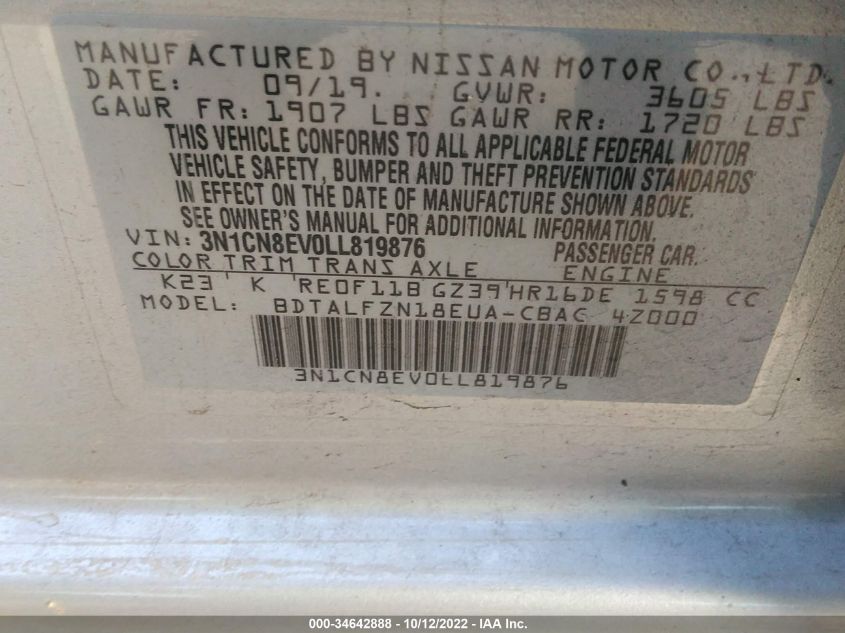 MANUFACTURED BY NISSAN MOTOR CO., LTD.
DATE: 09/19. GVWR: 3605 LBS
GAWR FR: 1907 LBS GAWR RR: 1720 LBS
THIS VEHICLE CONFORMS TO ALL APPLICABLE FEDERAL MOTOR
VEHICLE SAFETY, BUMPER AND THEFT PREVENTION STANDARDS
IN EFFECT ON THE DATE OF MANUFACTURE SHOWN ABOVE.
SEE OWNER'S MANUAL FOR ADDITIONAL INFORMATION.
VIN: 3N1CN8EV0LL819876 PASSENGER CAR.
COLOR TRIM TRANS AXLE ENGINE
K23 ' K 'RE0F11B'GZ39'HR16DE 1598 CC
MODEL: BDTALFZN18EUA-CBAC 4Z000
3N1CN8EV0LL819876
000-34642888 - 10/12/2022 - IAA Inc.